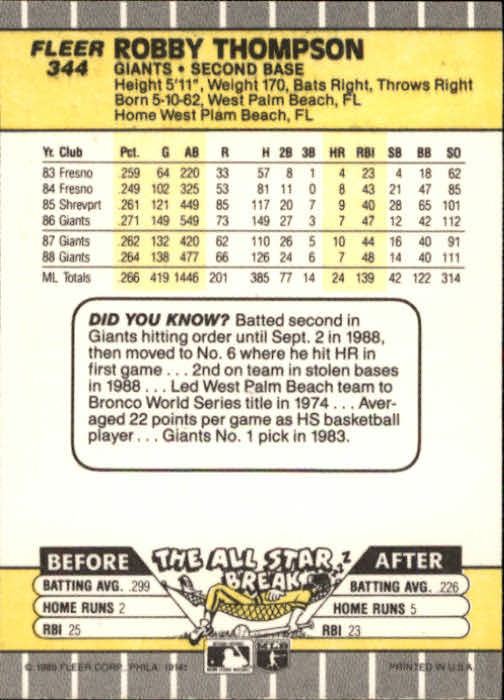 FLEER ROBBY THOMPSON
344 GIANTS • SECOND BASE
Height 5'11", Weight 170, Bats Right, Throws Right
Born 5-10-62, West Palm Beach, FL
Home West Plam Beach, FL
Yr. Club Pct. G AB R H 2B 3B HR RBI SB BB SO
83 Fresno .259 64 220 33 57 8 1 4 23 4 18 62
84 Fresno .249 102 325 53 81 11 0 8 43 21 47 85
85 Shrevprt .261 121 449 85 117 20 7 9 40 28 65 101
86 Giants .271 149 549 73 149 27 3 7 47 12 42 112
87 Giants .262 132 420 62 110 26 5 10 44 16 40 91
88 Giants .264 138 477 66 126 24 6 7 48 14 40 111
ML Totals .266 419 1446 201 385 77 14 24 139 42 122 314
DID YOU KNOW? Batted second in
Giants hitting order until Sept. 2 in 1988,
then moved to No. 6 where he hit HR in
first game . . . 2nd on team in stolen bases
in 1988 . . . Led West Palm Beach team to
Bronco World Series title in 1974 . . . Aver-
aged 22 points per game as HS basketball
player . . . Giants No. 1 pick in 1983.
BEFORE THE ALL STAR BREAK AFTER
BATTING AVG. .299 BATTING AVG. .226
HOME RUNS 2 HOME RUNS 5
RBI 25 RBI 23
© 1989 FLEER CORP., PHILA. 19141 PRINTED IN U.S.A.